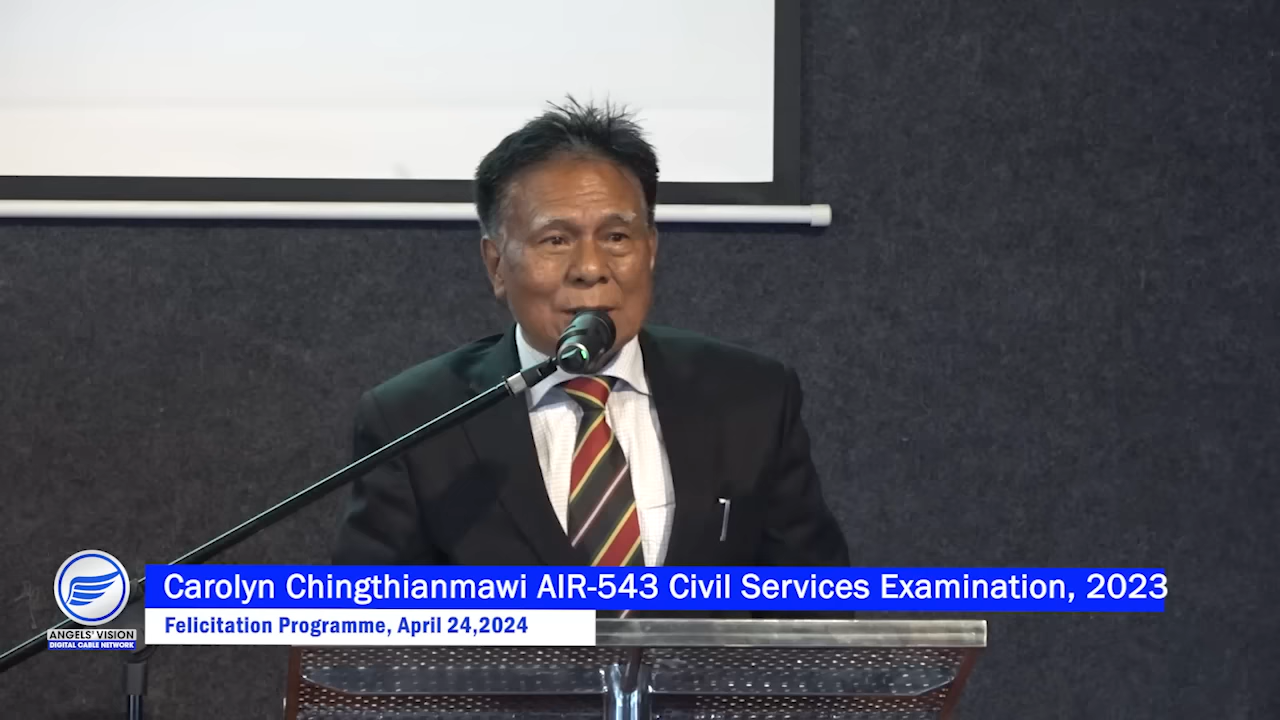 Carolyn Chingthianmawi AIR-543 Civil Services Examination, 2023
Felicitation Programme, April 24,2024
ANGELS' VISION
DIGITAL CABLE NETWORK